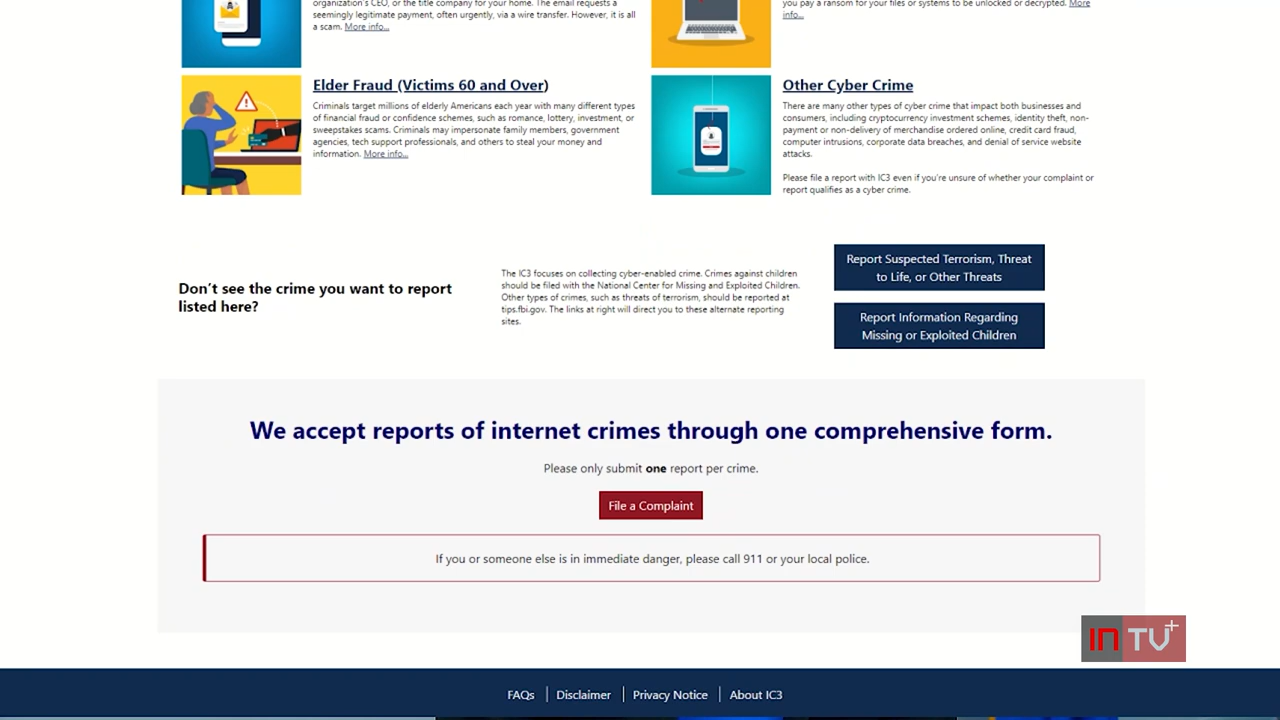 organization's CEO, or the title company for your home. The email requests a
seemingly legitimate payment, often urgently, via a wire transfer. However, it is all
a scam. More info...
you pay a ransom for your files or systems to be unlocked or decrypted. More
info...
Elder Fraud (Victims 60 and Over)
Criminals target millions of elderly Americans each year with many different types
of financial fraud or confidence schemes, such as romance, lottery, investment, or
sweepstakes scams. Criminals may impersonate family members, government
agencies, tech support professionals, and others to steal your money and
information. More info...
Other Cyber Crime
There are many other types of cyber crime that impact both businesses and
consumers, including cryptocurrency investment schemes, identity theft, non-
payment or non-delivery of merchandise ordered online, credit card fraud,
computer intrusions, corporate data breaches, and denial of service website
attacks.
Please file a report with IC3 even if you're unsure of whether your complaint or
report qualifies as a cyber crime.
Don't see the crime you want to report
listed here?
The IC3 focuses on collecting cyber-enabled crime. Crimes against children
should be filed with the National Center for Missing and Exploited Children.
Other types of crimes, such as threats of terrorism, should be reported at
tips.fbi.gov. The links at right will direct you to these alternate reporting
sites.
Report Suspected Terrorism, Threat
to Life, or Other Threats
Report Information Regarding
Missing or Exploited Children
We accept reports of internet crimes through one comprehensive form.
Please only submit one report per crime.
File a Complaint
If you or someone else is in immediate danger, please call 911 or your local police.
INTV+
FAQs | Disclaimer | Privacy Notice | About IC3